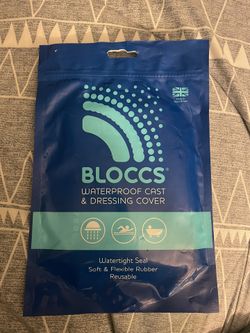 BLOCCS
WATERPROOF CAST
& DRESSING COVER
Watertight Seal
Soft & Flexible Rubber
Reusable